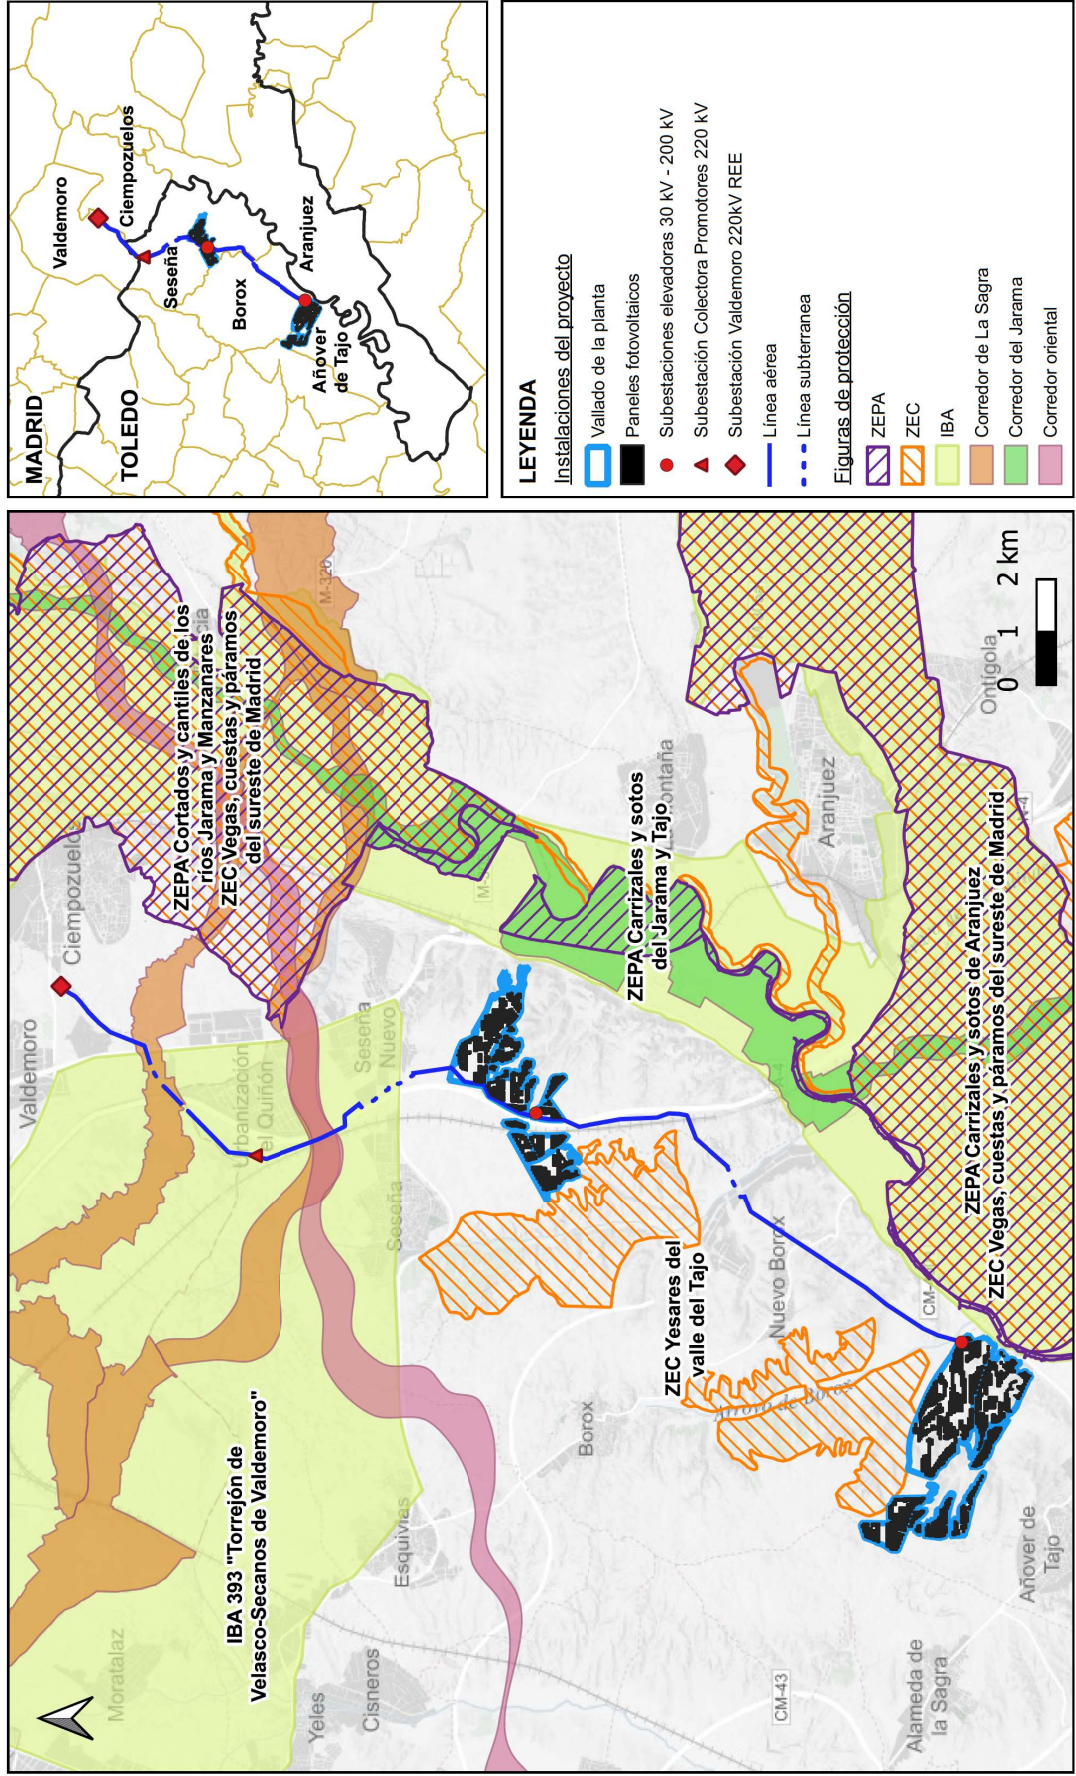 MADRID
TOLEDO
Valdemoro
Ciempozuelos
Seseña
Borox
Aranjuez
Añover
de Tajo
LEYENDA
Instalaciones del proyecto
Vallado de la planta
Paneles fotovoltaicos
Subestaciones elevadoras 30 kV - 200 kV
Subestación Colectora Promotores 220 kV
Subestación Valdemoro 220kV REE
Línea aérea
Línea subterranea
Figuras de protección
ZEPA
ZEC
IBA
Corredor de La Sagra
Corredor del Jarama
Corredor oriental
Valdemoro
Ciempozuelos
ZEPA Cortados y cantiles de los
ríos Jarama y Manzanares
ZEC Vegas, cuestas y páramos
del sureste de Madrid
M-320
Moratalaz
IBA 393 "Torrejón de
Velasco-Secanos de Valdemoro"
Urbanización
el Quiñón
Seseña
Nuevo
Seseña
Yeles
Cisneros
Esquivias
Borox
ZEC Yesares del
valle del Tajo
Nuevo Borox
Arroyo de Borox
ZEPA Carrizales y sotos
del Jarama y Tajo
Aranjuez
Ontígola
ZEPA Carrizales y sotos de Aranjuez
ZEC Vegas, cuestas y páramos del sureste de Madrid
CM-43
Alameda de
la Sagra
Añover de
Tajo
0 1 2 km